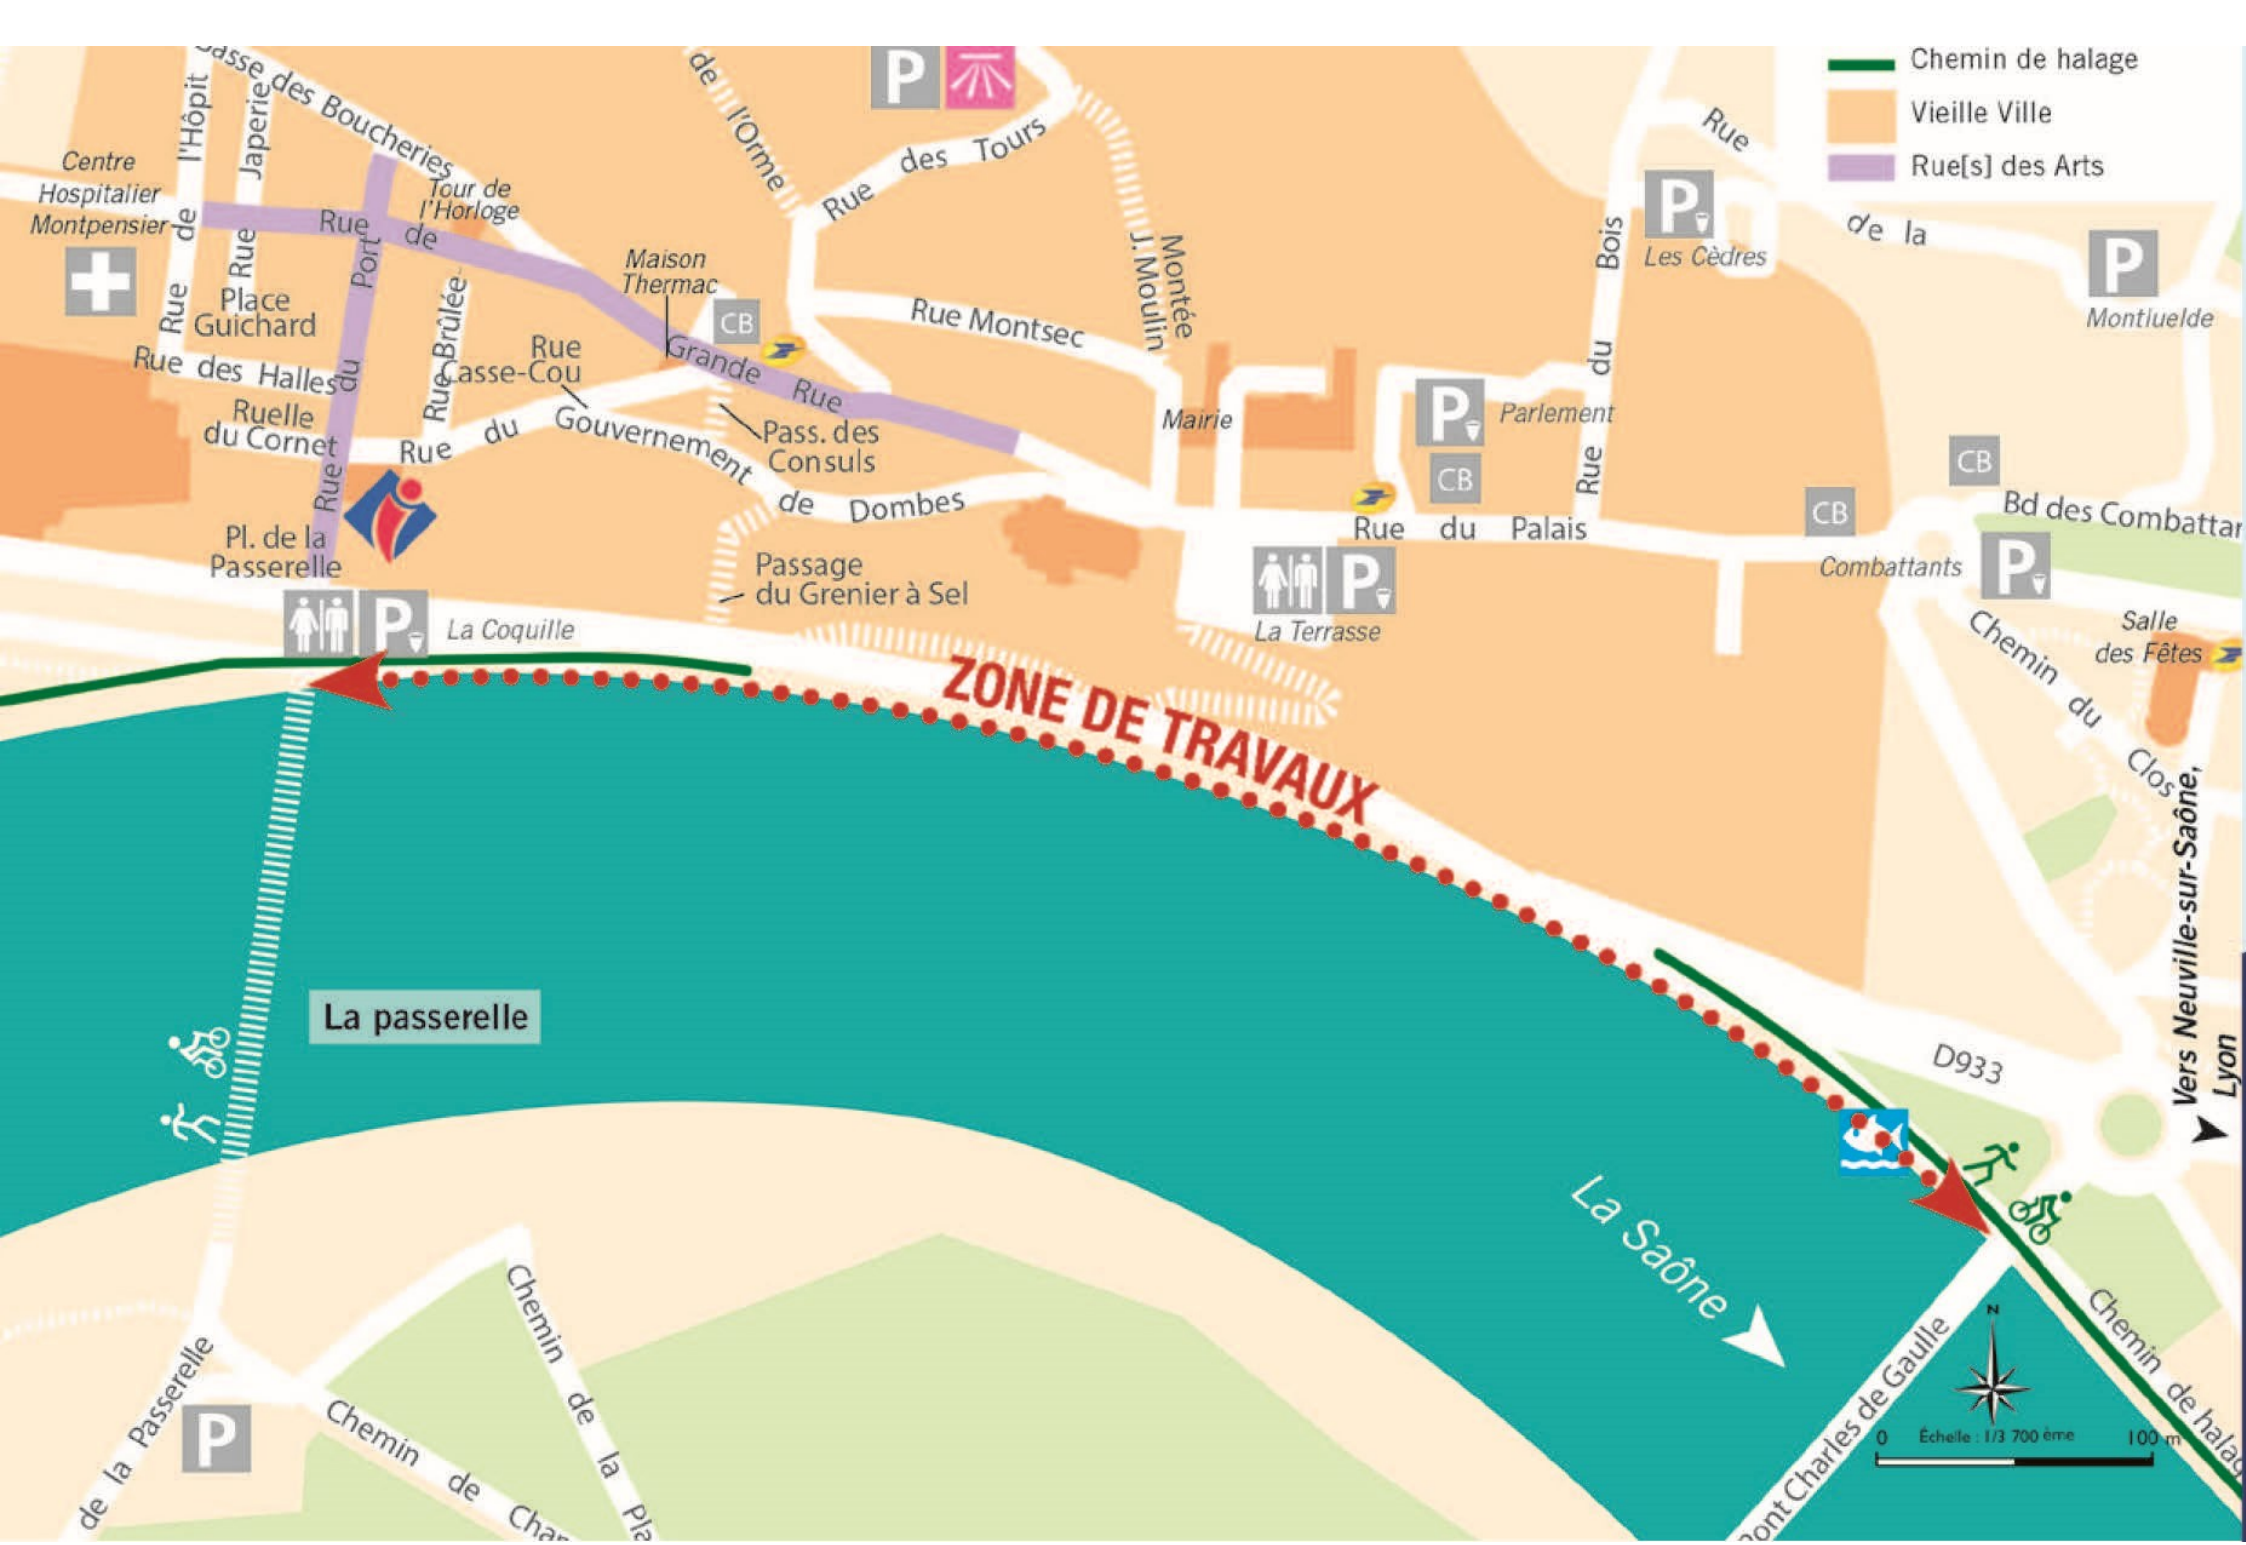 Chemin de halage
Vieille Ville
Rue[s] des Arts
Basse des Boucheries
Rue de l'Hôpit
Rue Japerie
Centre
Hospitalier
Montpensier
Place
Guichard
Rue des Halles
Ruelle
du Cornet
Rue du Port
Rue de
Tour de
l'Horloge
Rue Brûlée
Maison
Thermac
CB
Grande Rue
Rue
Casse-Cou
Rue du Gouvernement de Dombes
Pass. des
Consuls
Passage
du Grenier à Sel
Pl. de la
Passerelle
P
La Coquille
de l'Orme
P
Rue des Tours
Rue Montsec
Montée
J. Moulin
Mairie
P
Parlement
CB
Rue du Bois
Rue du Palais
P
La Terrasse
P
Les Cèdres
Rue de la
P
Montluelde
CB
CB
Bd des Combattan
Combattants
P
Salle
des Fêtes
Chemin du Clos
Vers Neuville-sur-Saône,
Lyon
ZONE DE TRAVAUX
D933
La passerelle
La Saône
Pont Charles de Gaulle
Chemin de halag
N
Échelle : 1/3 700 ème
0 100 m
de la Passerelle
P
Chemin de Char
Chemin de la Pla